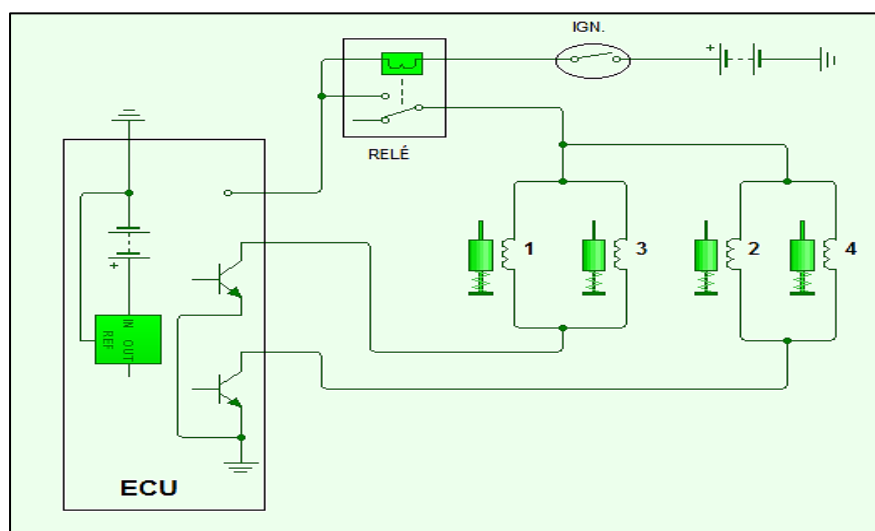 IGN.
+
RELÉ
1
3
2
4
+
IN OUT
REF
ECU